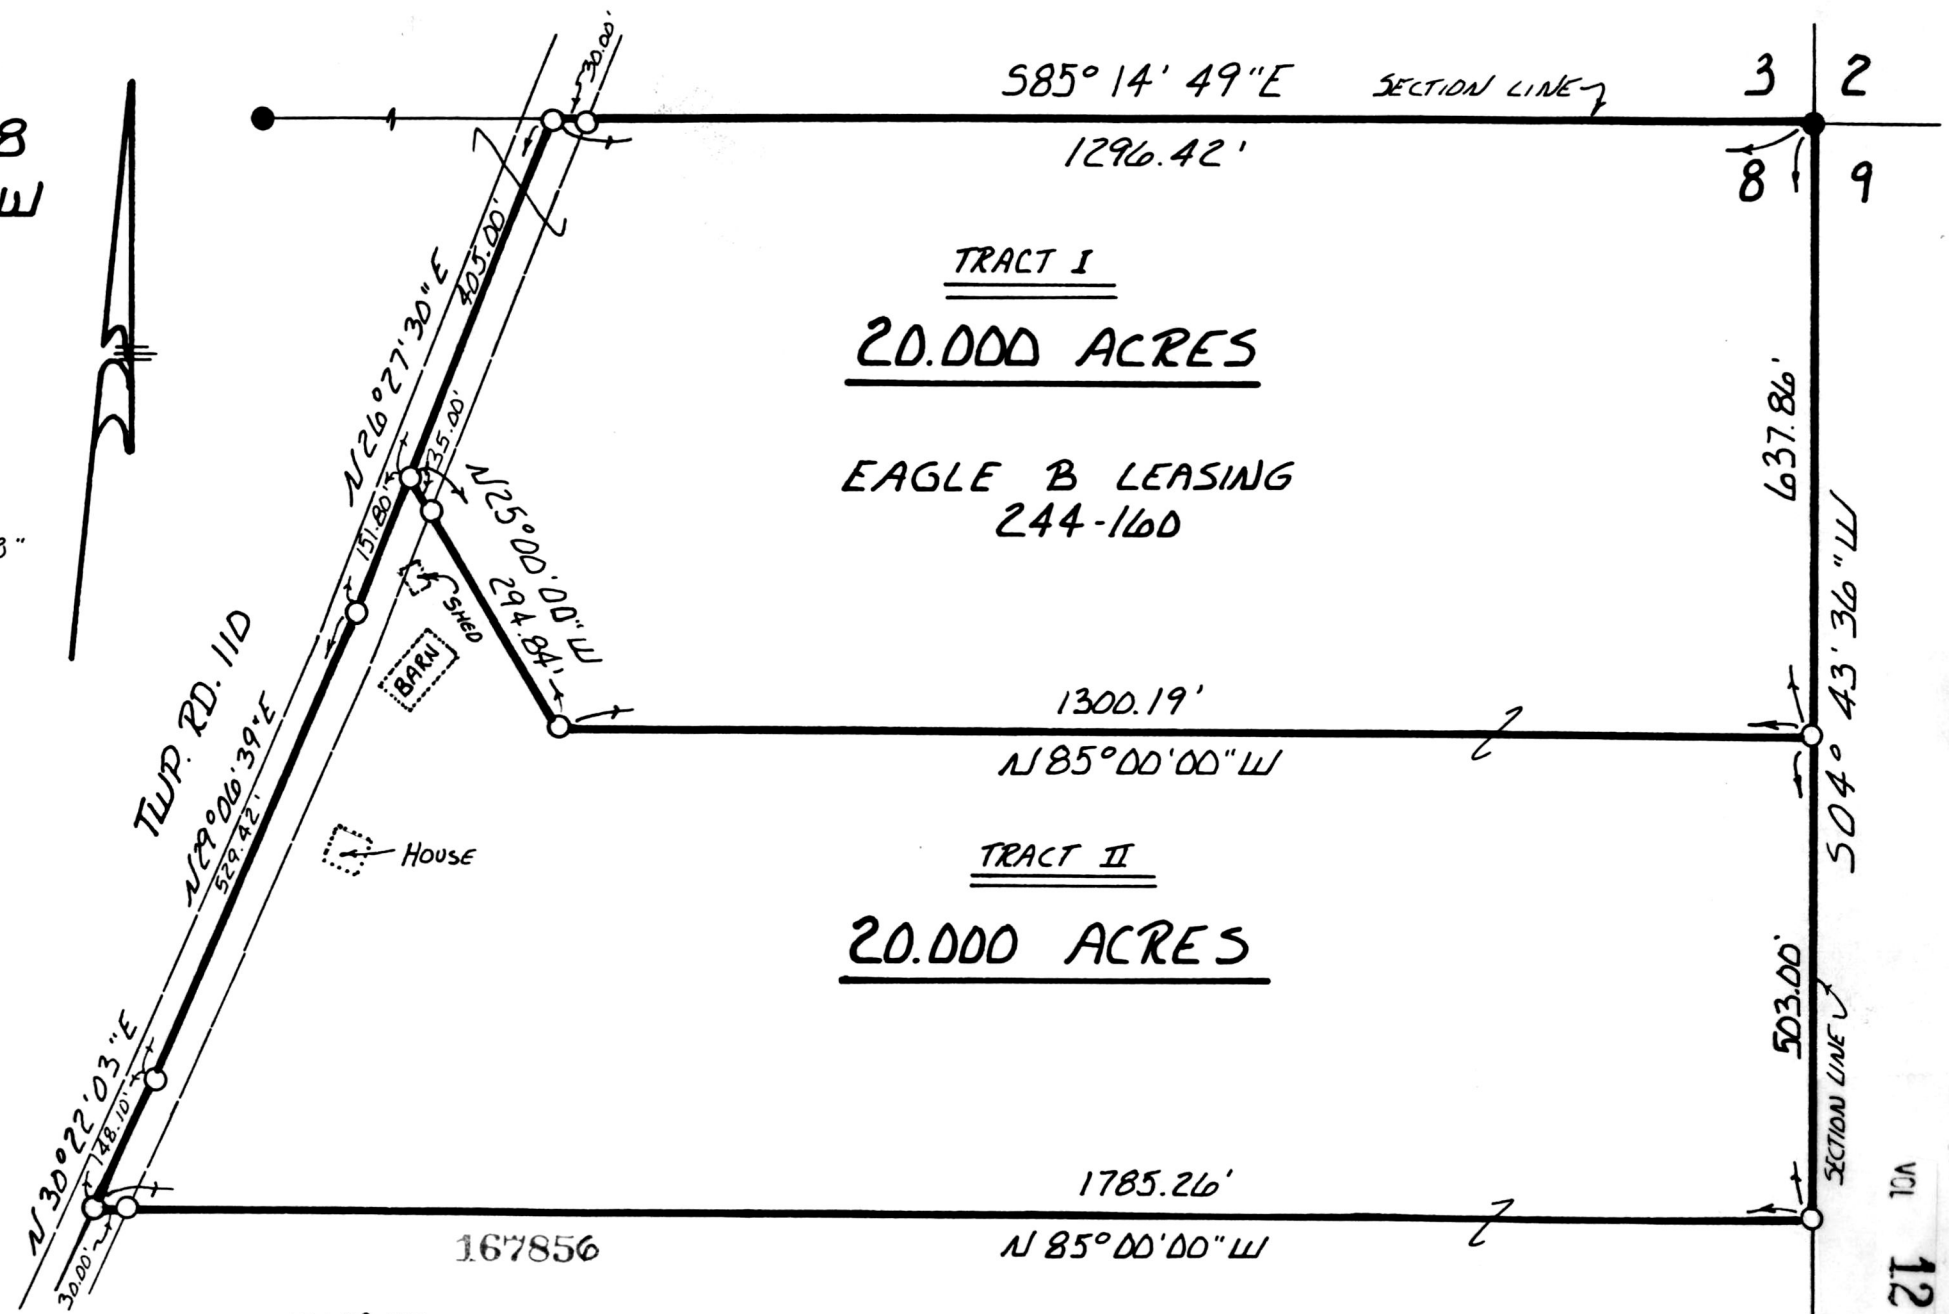 30.00'
S85° 14' 49"E
SECTION LINE
3 2
1296.42'
8 9
8
E
405.00'
TRACT I
N26°27'30"E
20.000 ACRES
637.86'
35.00'
EAGLE B LEASING
244-160
N25°00'00"W
294.84'
151.80'
SHED
BARN
S04° 43' 36"W
TWP. RD. 110
1300.19'
N85°00'00"W
N29°06'39"E
529.42'
HOUSE
TRACT II
20.000 ACRES
503.00'
SECTION LINE
N30°22'03"E
148.10'
1785.26'
N85°00'00"W
30.00'
167856
VOL 12